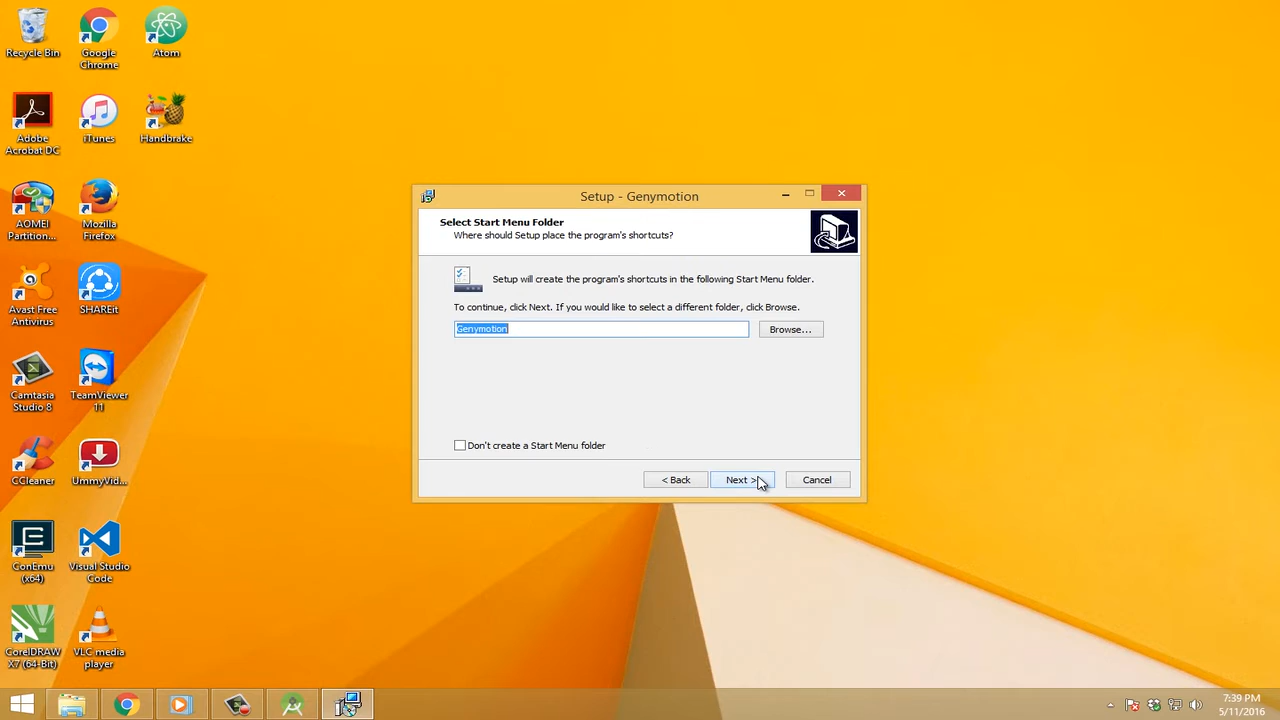 Recycle Bin
Google
Chrome
Atom
Adobe
Acrobat DC
iTunes
Handbrake
AOMEI
Partition...
Mozilla
Firefox
Avast Free
Antivirus
SHAREit
Camtasia
Studio 8
TeamViewer
11
CCleaner
UmmyVid...
ConEmu
(x64)
Visual Studio
Code
CorelDRAW
X7 (64-Bit)
VLC media
player
Setup - Genymotion
Select Start Menu Folder
Where should Setup place the program's shortcuts?
Setup will create the program's shortcuts in the following Start Menu folder.
To continue, click Next. If you would like to select a different folder, click Browse.
Genymotion
Browse...
Don't create a Start Menu folder
< Back
Next >
Cancel
7:39 PM
5/11/2016